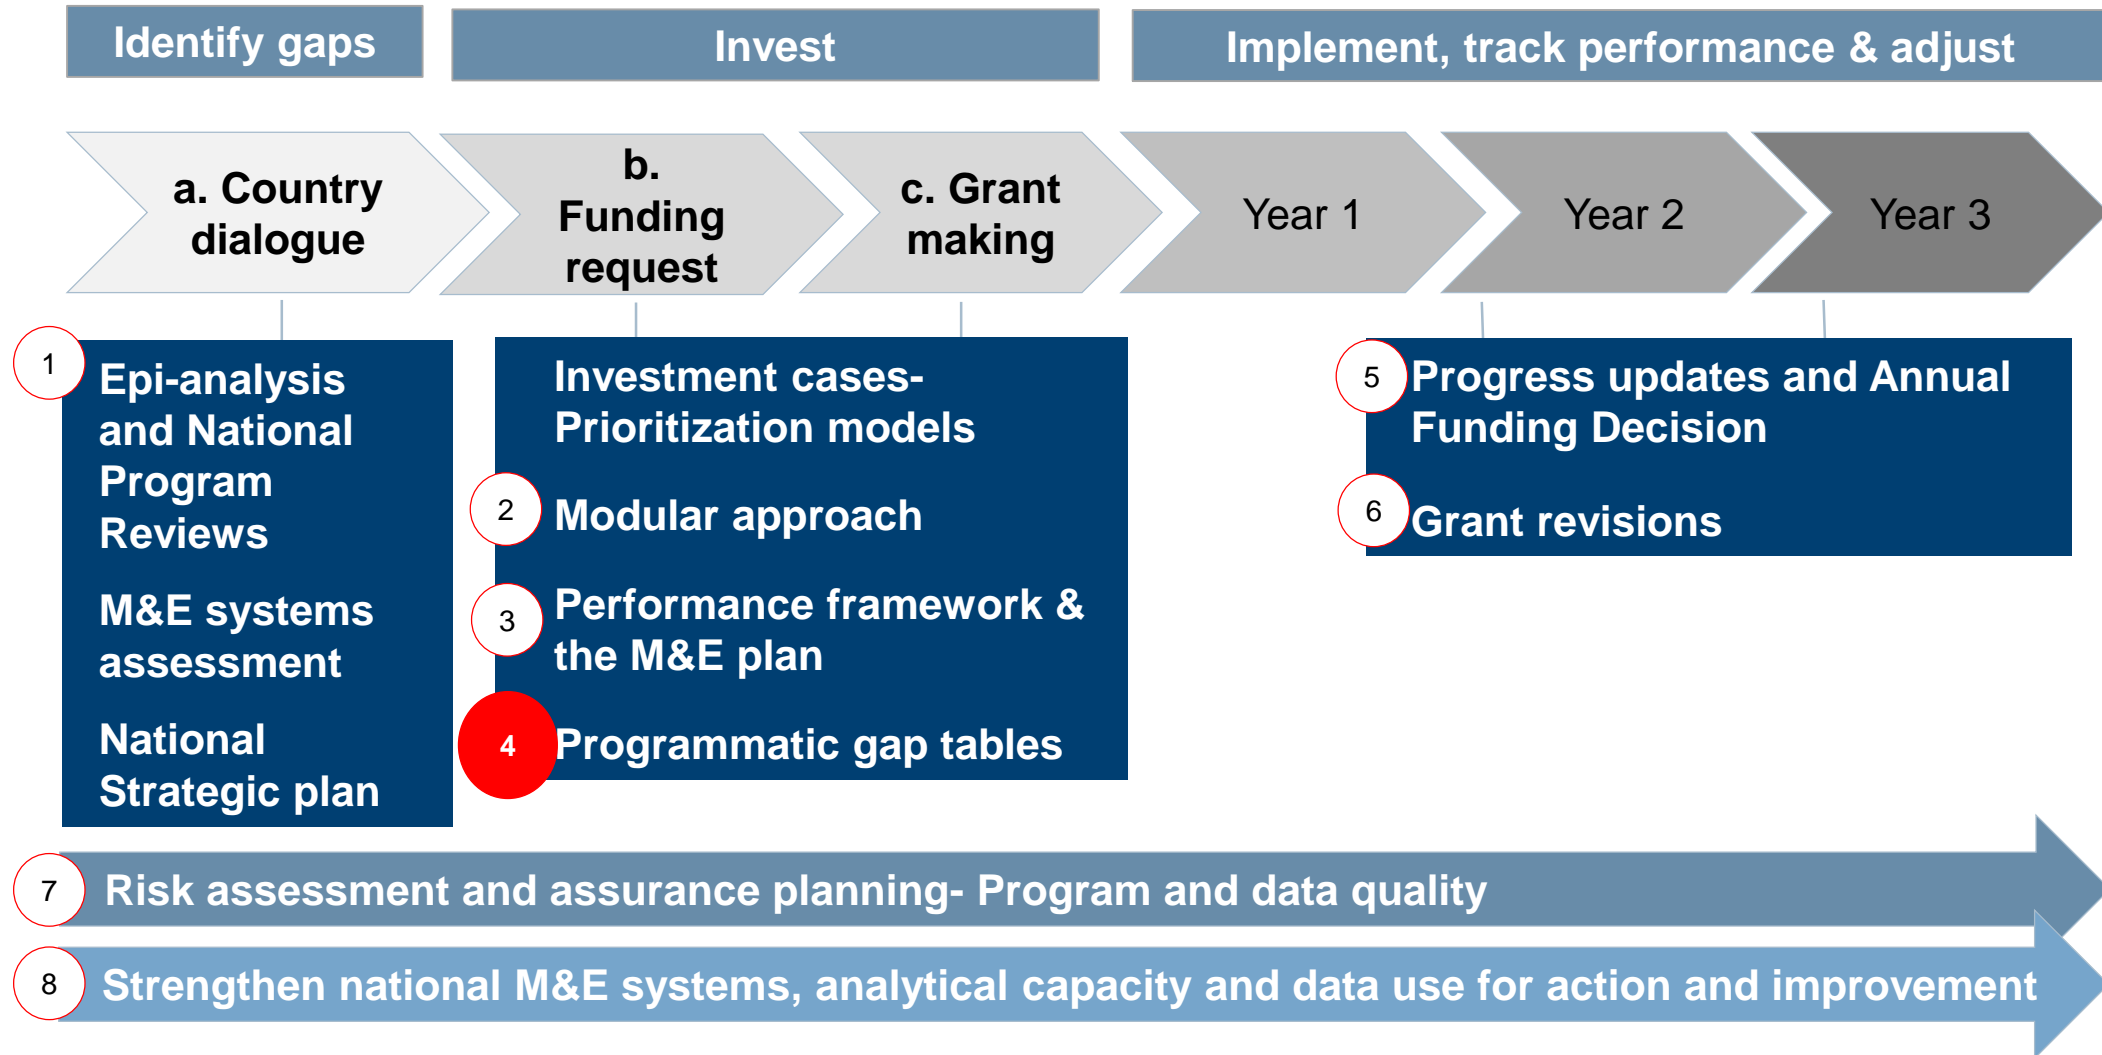 Identify gaps
Invest
Implement, track performance & adjust
a. Country
dialogue
b.
Funding
request
c. Grant
making
Year 1
Year 2
Year 3
1
Epi-analysis
and National
Program
Reviews
M&E systems
assessment
National
Strategic plan
Investment cases-
Prioritization models
2
Modular approach
3
Performance framework &
the M&E plan
4
Programmatic gap tables
5
Progress updates and Annual
Funding Decision
6
Grant revisions
7
Risk assessment and assurance planning- Program and data quality
8
Strengthen national M&E systems, analytical capacity and data use for action and improvement